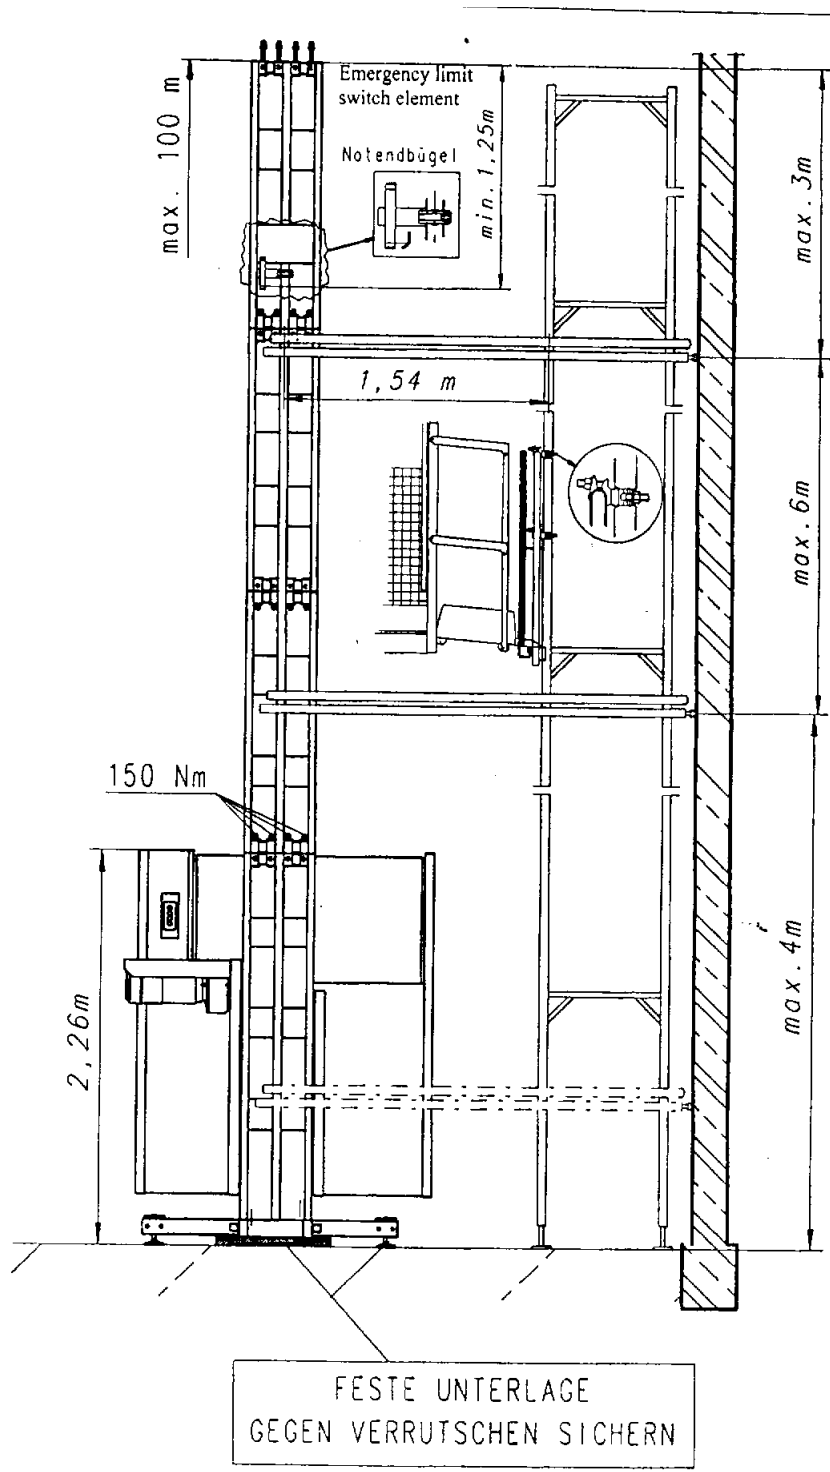 max. 100 m
Emergency limit
switch element
Notendbügel
min. 1,25m
max. 3m
1,54 m
max. 6m
150 Nm
2,26m
max. 4m
FESTE UNTERLAGE
GEGEN VERRUTSCHEN SICHERN